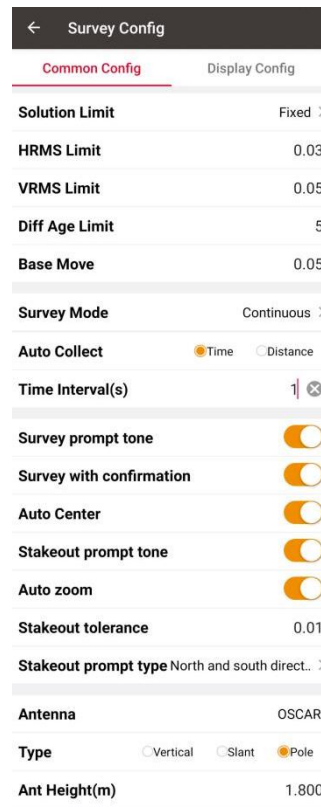 Survey Config
Common Config Display Config
Solution Limit Fixed
HRMS Limit 0.03
VRMS Limit 0.05
Diff Age Limit 5
Base Move 0.05
Survey Mode Continuous
Auto Collect Time Distance
Time Interval(s) 1
Survey prompt tone
Survey with confirmation
Auto Center
Stakeout prompt tone
Auto zoom
Stakeout tolerance 0.01
Stakeout prompt type North and south direct..
Antenna OSCAR
Type Vertical Slant Pole
Ant Height(m) 1.800